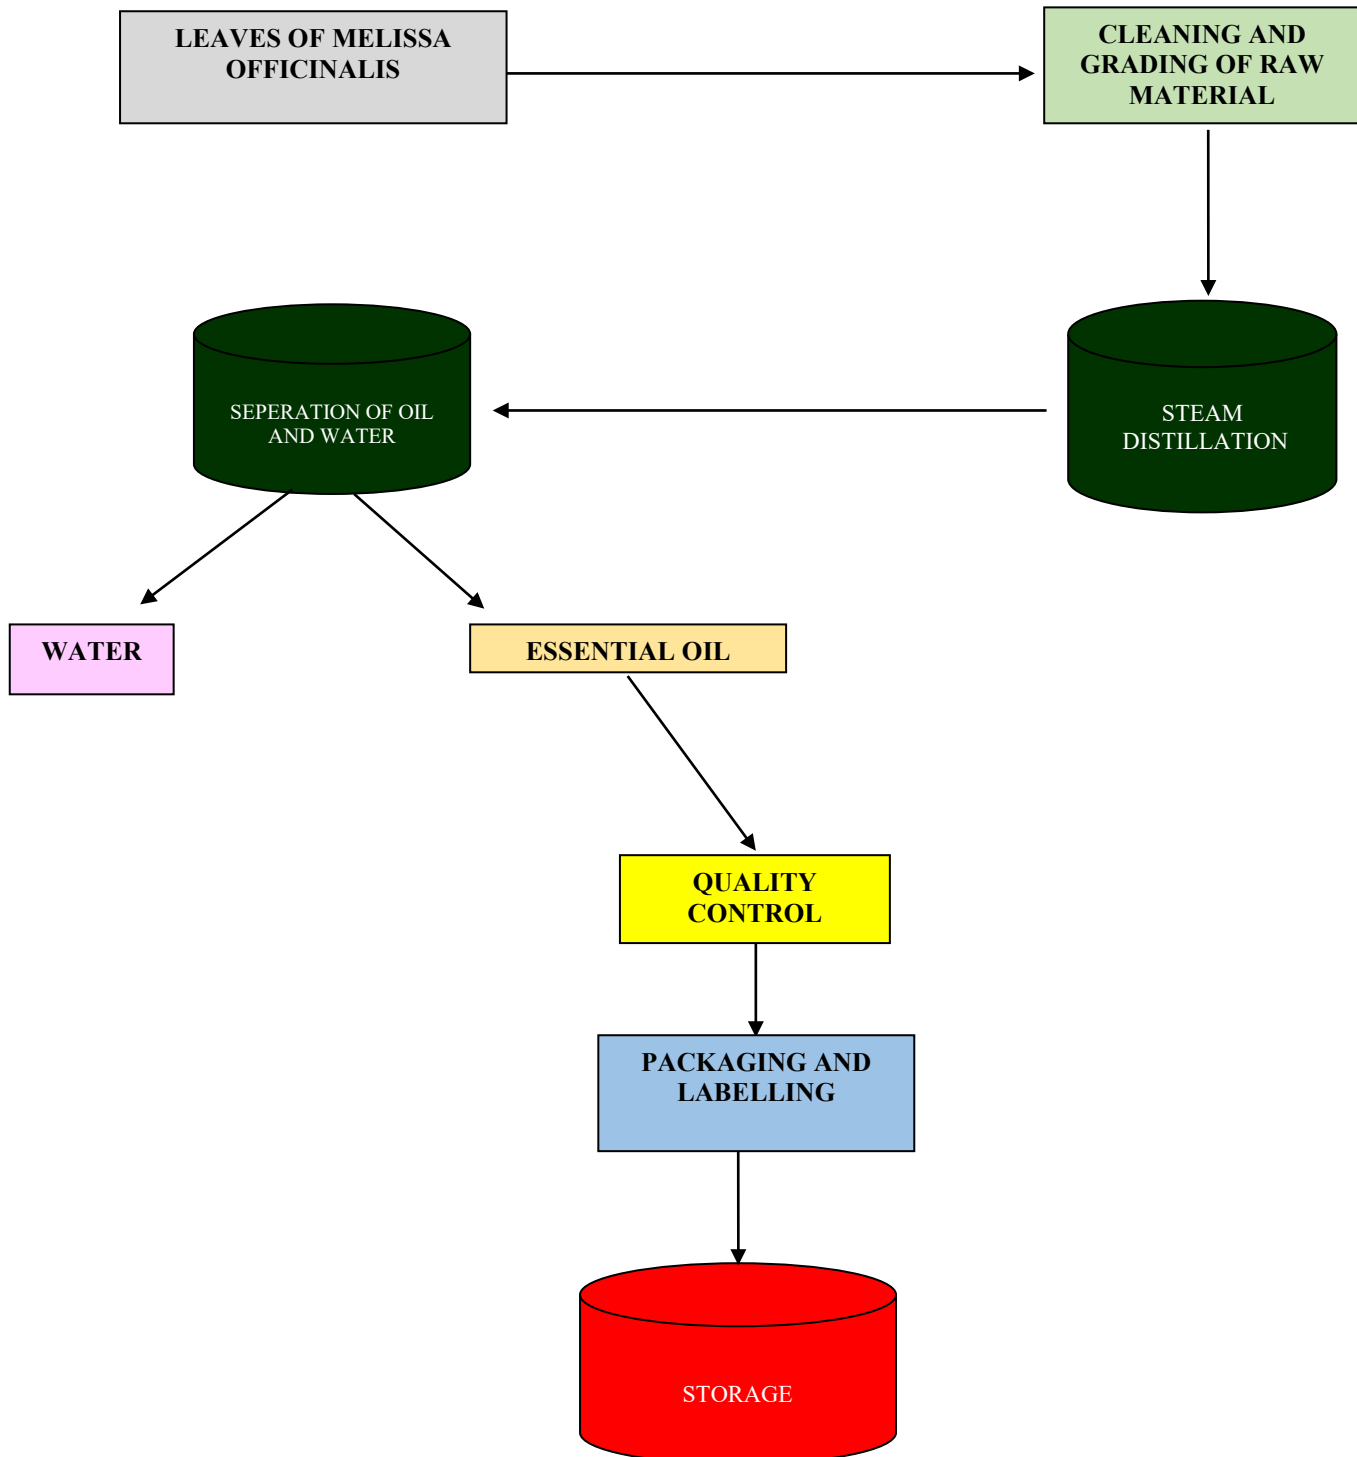 LEAVES OF MELISSA
OFFICINALIS
CLEANING AND
GRADING OF RAW
MATERIAL
STEAM
DISTILLATION
SEPERATION OF OIL
AND WATER
WATER
ESSENTIAL OIL
QUALITY
CONTROL
PACKAGING AND
LABELLING
STORAGE